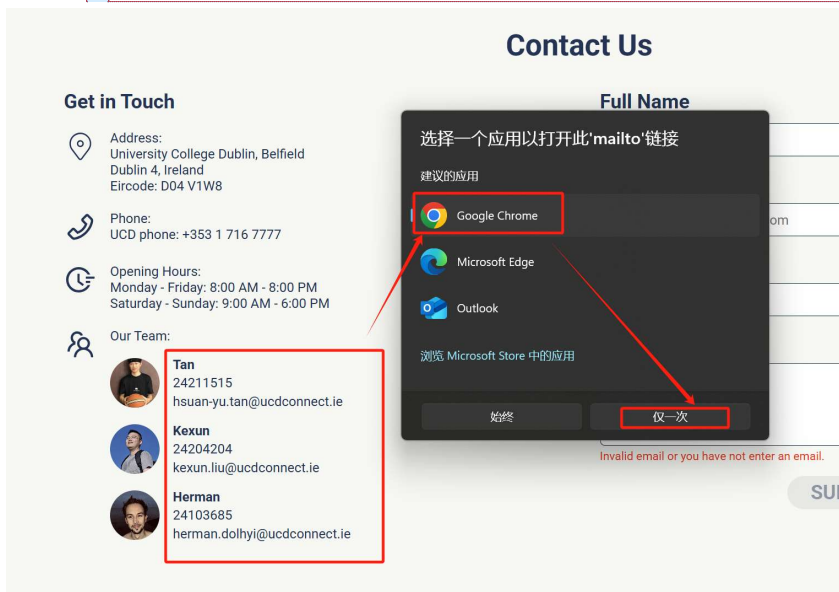 Contact Us
Get in Touch
Address:
University College Dublin, Belfield
Dublin 4, Ireland
Eircode: D04 V1W8
Phone:
UCD phone: +353 1 716 7777
Opening Hours:
Monday - Friday: 8:00 AM - 8:00 PM
Saturday - Sunday: 9:00 AM - 6:00 PM
Our Team:
Tan
24211515
hsuan-yu.tan@ucdconnect.ie
Kexun
24204204
kexun.liu@ucdconnect.ie
Herman
24103685
herman.dolhyi@ucdconnect.ie
Full Name
选择一个应用以打开此'mailto'链接
建议的应用
Google Chrome
Microsoft Edge
Outlook
浏览 Microsoft Store 中的应用
始终
仅一次
om
Invalid email or you have not enter an email.